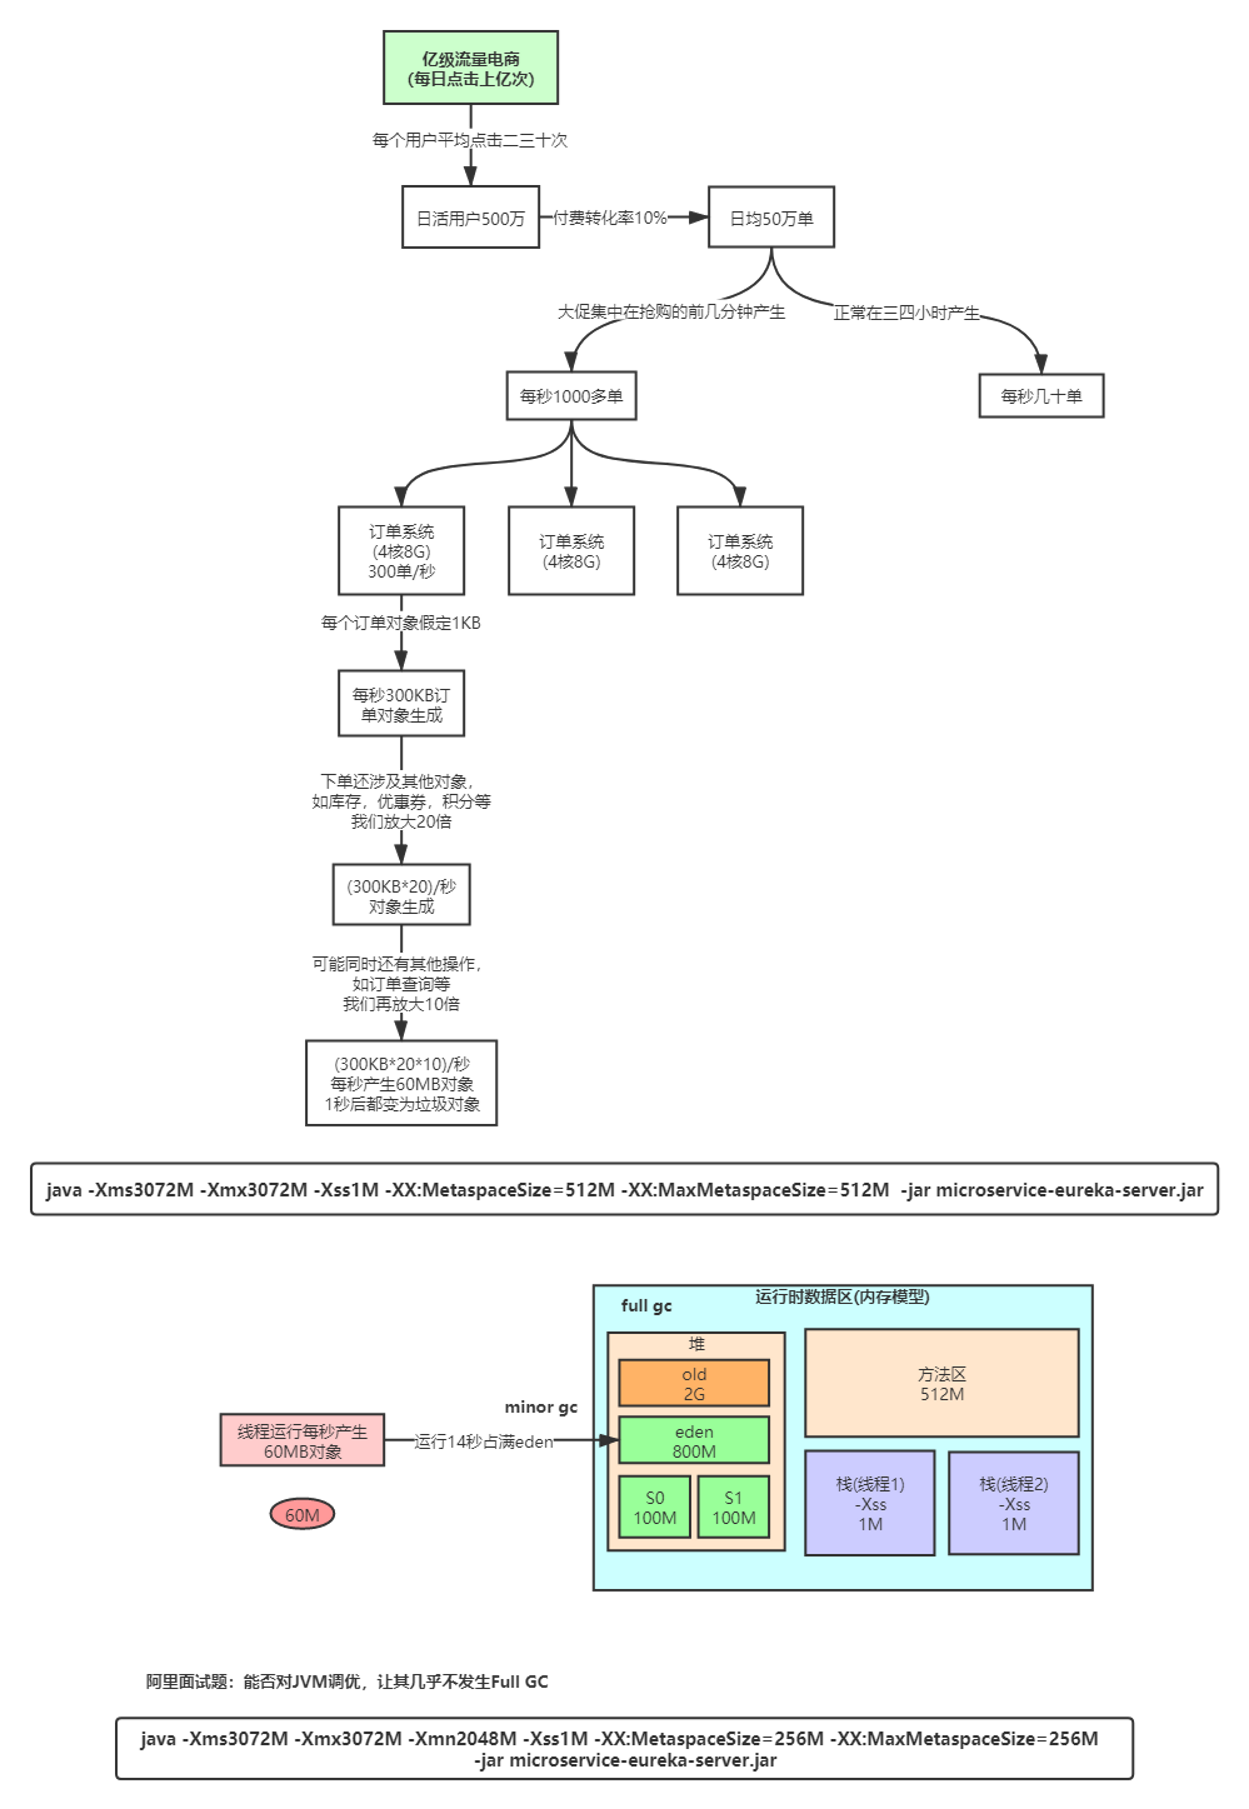 亿级流量电商
(每日点击上亿次)
每个用户平均点击二三十次
日活用户500万
付费转化率10%
日均50万单
大促集中在抢购的前几分钟产生
正常在三四小时产生
每秒1000多单
每秒几十单
订单系统
(4核8G)
300单/秒
订单系统
(4核8G)
订单系统
(4核8G)
每个订单对象假定1KB
每秒300KB订
单对象生成
下单还涉及其他对象，
如库存，优惠券，积分等
我们放大20倍
(300KB*20)/秒
对象生成
可能同时还有其他操作，
如订单查询等
我们再放大10倍
(300KB*20*10)/秒
每秒产生60MB对象
1秒后都变为垃圾对象
java -Xms3072M -Xmx3072M -Xss1M -XX:MetaspaceSize=512M -XX:MaxMetaspaceSize=512M  -jar microservice-eureka-server.jar
运行时数据区(内存模型)
full gc
堆
old
2G
minor gc
eden
800M
S0
100M
S1
100M
方法区
512M
栈(线程1)
-Xss
1M
栈(线程2)
-Xss
1M
线程运行每秒产生
60MB对象
运行14秒占满eden
60M
阿里面试题：能否对JVM调优，让其几乎不发生Full GC
java -Xms3072M -Xmx3072M -Xmn2048M -Xss1M -XX:MetaspaceSize=256M -XX:MaxMetaspaceSize=256M
-jar microservice-eureka-server.jar